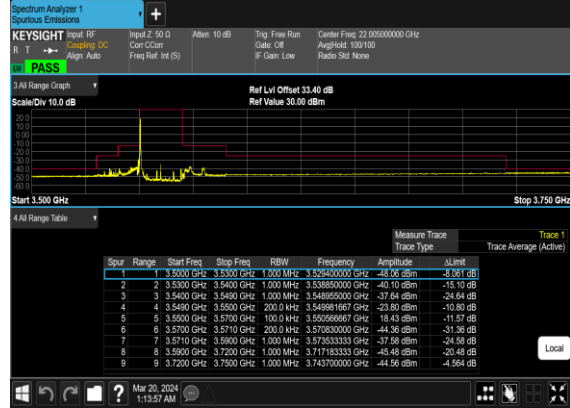 Spectrum Analyzer 1
Spurious Emissions
+
KEYSIGHT
R T
LXI PASS
Input: RF
Coupling: DC
Align: Auto
Input Z: 50 Ω
Corr CCorr
Freq Ref: Int (S)
Atten: 10 dB
Trig: Free Run
Gate: Off
IF Gain: Low
Center Freq: 22.005000000 GHz
Avg|Hold: 100/100
Radio Std: None
3 All Range Graph
Scale/Div 10.0 dB
Ref Lvl Offset 33.40 dB
Ref Value 30.00 dBm
20.0
10.0
0.00
-10.0
-20.0
-30.0
-40.0
-50.0
-60.0
Start 3.500 GHz
Stop 3.750 GHz
4 All Range Table
Measure Trace Trace 1
Trace Type Trace Average (Active)
Spur Range Start Freq Stop Freq RBW Frequency Amplitude ΔLimit
1 1 3.5000 GHz 3.5300 GHz 1.000 MHz 3.529400000 GHz -48.06 dBm -8.061 dB
2 2 3.5300 GHz 3.5400 GHz 1.000 MHz 3.538850000 GHz -40.10 dBm -15.10 dB
3 3 3.5400 GHz 3.5490 GHz 1.000 MHz 3.548955000 GHz -37.64 dBm -24.64 dB
4 4 3.5490 GHz 3.5500 GHz 200.0 kHz 3.549981667 GHz -23.80 dBm -10.80 dB
5 5 3.5500 GHz 3.5700 GHz 100.0 kHz 3.550566667 GHz 18.43 dBm -11.57 dB
6 6 3.5700 GHz 3.5710 GHz 200.0 kHz 3.570830000 GHz -44.36 dBm -31.36 dB
7 7 3.5710 GHz 3.5900 GHz 1.000 MHz 3.573533333 GHz -37.58 dBm -24.58 dB
8 8 3.5900 GHz 3.7200 GHz 1.000 MHz 3.717183333 GHz -45.48 dBm -20.48 dB
9 9 3.7200 GHz 3.7500 GHz 1.000 MHz 3.743700000 GHz -44.56 dBm -4.564 dB
Local
?
Mar 20, 2024
1:13:57 AM